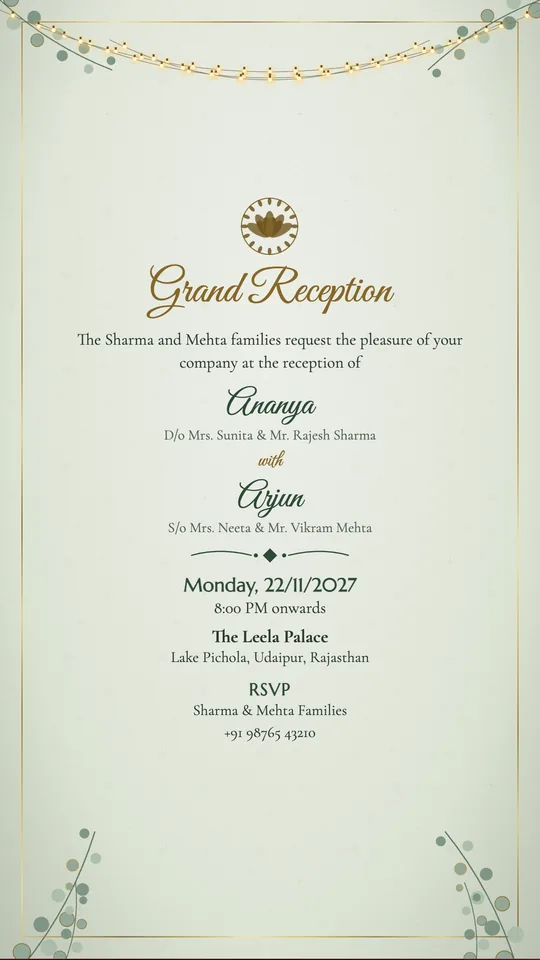 Grand Reception
The Sharma and Mehta families request the pleasure of your
company at the reception of
Ananya
D/o Mrs. Sunita & Mr. Rajesh Sharma
with
Arjun
S/o Mrs. Neeta & Mr. Vikram Mehta
Monday, 22/11/2027
8:00 PM onwards
The Leela Palace
Lake Pichola, Udaipur, Rajasthan
RSVP
Sharma & Mehta Families
+91 98765 43210